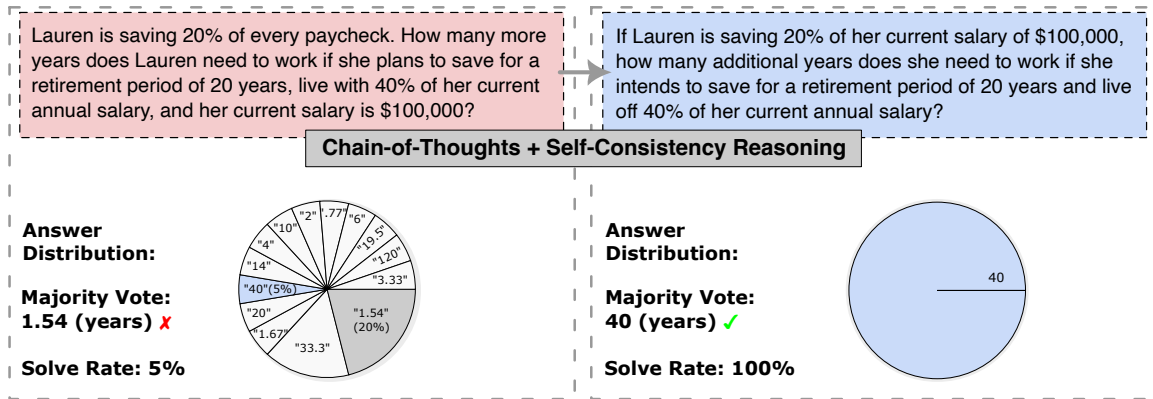 Lauren is saving 20% of every paycheck. How many more
years does Lauren need to work if she plans to save for a
retirement period of 20 years, live with 40% of her current
annual salary, and her current salary is $100,000?
If Lauren is saving 20% of her current salary of $100,000,
how many additional years does she need to work if she
intends to save for a retirement period of 20 years and live
off 40% of her current annual salary?
Chain-of-Thoughts + Self-Consistency Reasoning
Answer
Distribution:
Majority Vote:
1.54 (years) ✗
Solve Rate: 5%
"2"
".77"
"6"
"10"
"19.5"
"4"
"120"
"14"
"3.33"
"40"(5%)
"20"
"1.54"
(20%)
"1.67"
"33.3"
Answer
Distribution:
Majority Vote:
40 (years) ✓
Solve Rate: 100%
40